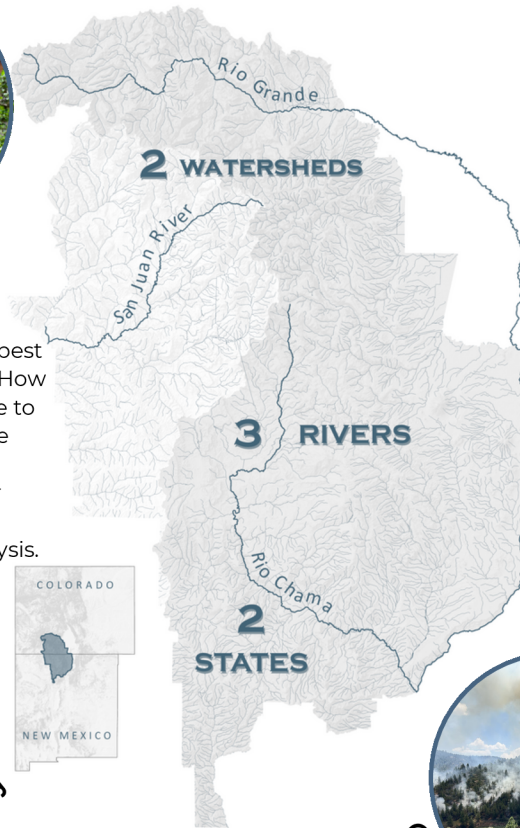 Rio Grande
2 WATERSHEDS
San Juan River
best
How
e to
e
ysis.
3 RIVERS
Rio Chama
2
STATES
COLORADO
NEW MEXICO